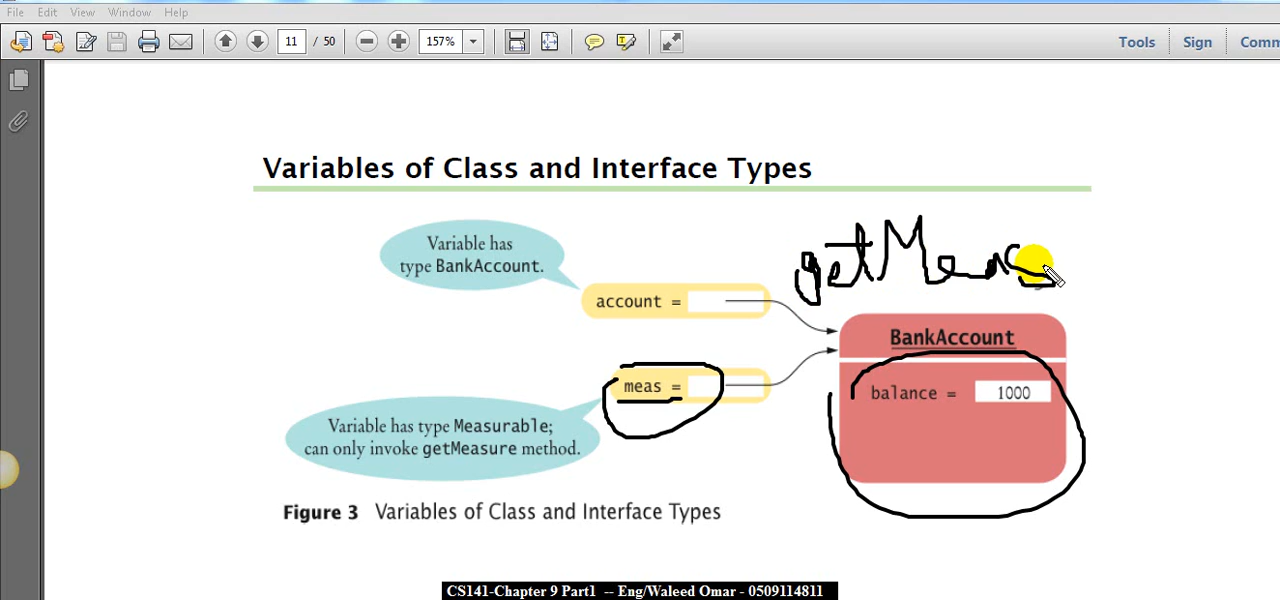 File Edit View Window Help
11 / 50 157% Tools Sign Comm
Variables of Class and Interface Types
Variable has
type BankAccount.
getMeas
account =
BankAccount
meas =
balance = 1000
Variable has type Measurable;
can only invoke getMeasure method.
Figure 3 Variables of Class and Interface Types
CS141-Chapter 9 Part1 -- Eng/Waleed Omar - 0509114811